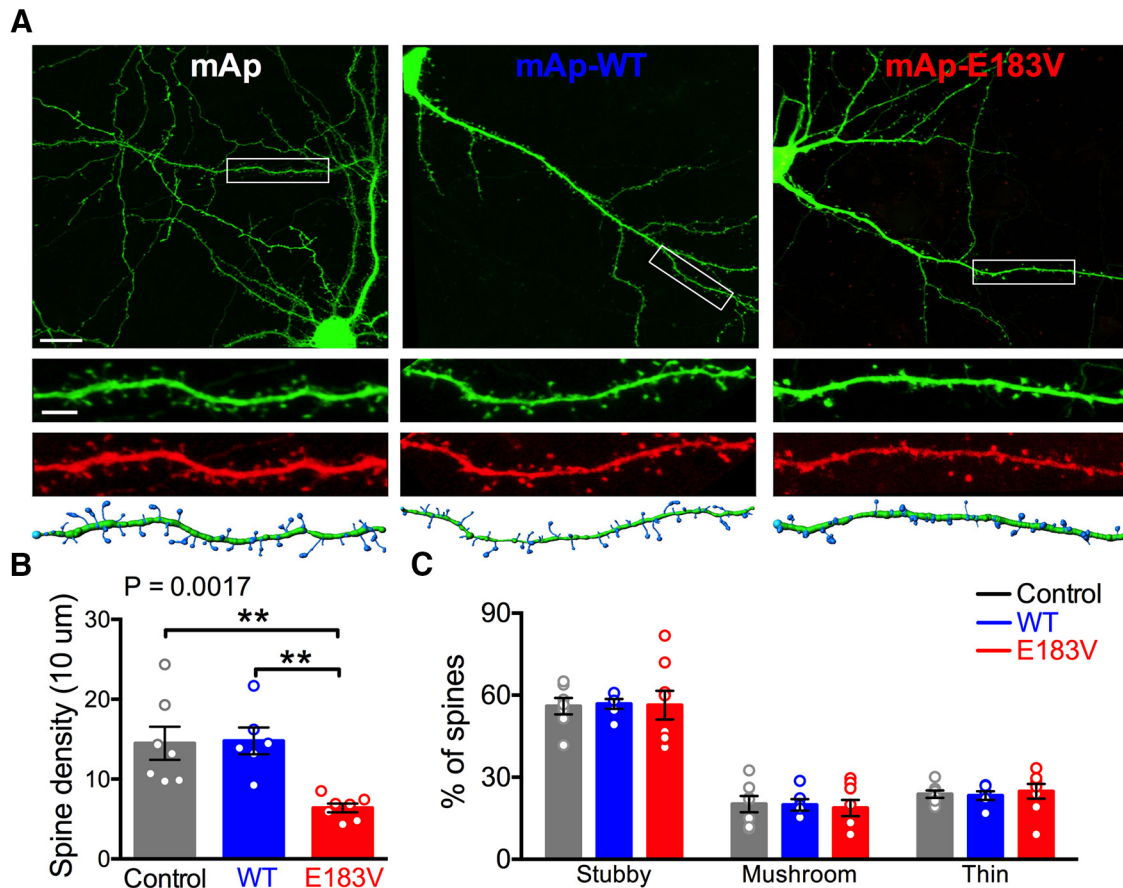 A
mAp
mAp-WT
mAp-E183V
B
P = 0.0017
**
**
Spine density (10 um)
30
20
10
0
Control
WT
E183V
C
Control
WT
E183V
% of spines
90
60
30
0
Stubby
Mushroom
Thin